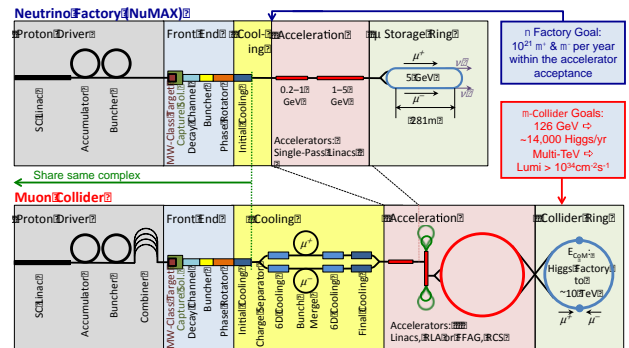 Neutrino Factory (NuMAX)
Proton Driver
Front End
Cool-
ing
Acceleration
µ Storage Ring
SC Linac
Accumulator
Buncher
MW-Class Target
Capture Sol.
Decay Channel
Buncher
Phase Rotator
Initial Cooling
0.2–1
GeV
1–5
GeV
Accelerators:
Single-Pass Linacs
μ+
5 GeV
μ−
ν
ν
281m
n Factory Goal:
10^21 m+ & m- per year
within the accelerator
acceptance
m-Collider Goals:
126 GeV ⇨
~14,000 Higgs/yr
Multi-TeV ⇨
Lumi > 10^34cm-2s-1
Share same complex
Muon Collider
Proton Driver
Front End
Cooling
Acceleration
Collider Ring
SC Linac
Accumulator
Buncher
Combiner
MW-Class Target
Capture Sol.
Decay Channel
Buncher
Phase Rotator
Initial Cooling
Charge Separator
6D Cooling
μ+
μ−
Bunch
Merge
6D Cooling
Final Cooling
Accelerators:
Linacs, RLA or FFAG, RCS
ECoM:
Higgs Factory
to
~10 TeV
μ+ μ−